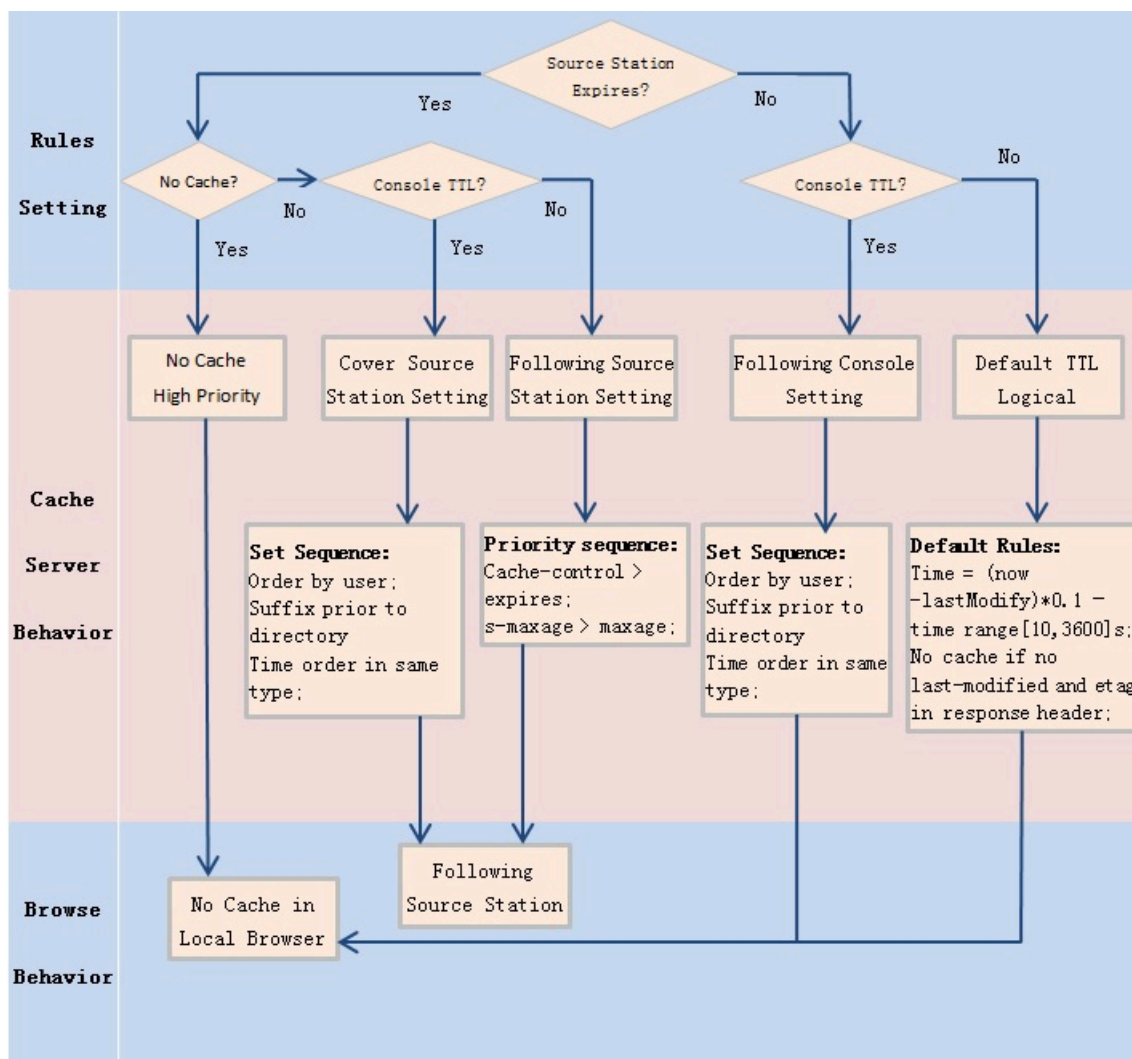 Source Station
Expires?
Yes
No
Rules
Setting
No Cache?
No
Console TTL?
No
Console TTL?
No
Yes
Yes
Yes
No Cache
High Priority
Cover Source
Station Setting
Following Source
Station Setting
Following Console
Setting
Default TTL
Logical
Cache
Server
Behavior
Set Sequence:
Order by user;
Suffix prior to
directory
Time order in same
type;
Priority sequence:
Cache-control >
expires;
s-maxage > maxage;
Set Sequence:
Order by user;
Suffix prior to
directory
Time order in same
type;
Default Rules:
Time = (now
-lastModify)*0.1 -
time range[10,3600]s;
No cache if no
last-modified and etag
in response header;
Browse
Behavior
No Cache in
Local Browser
Following
Source Station